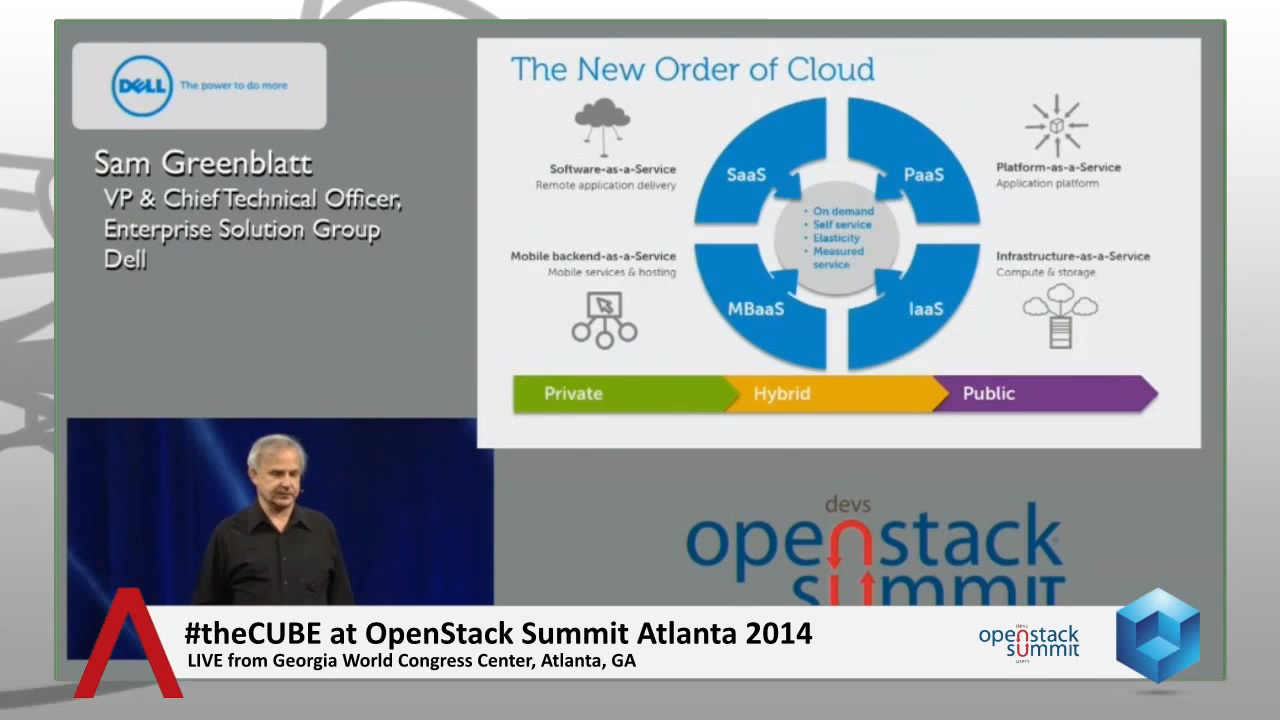 DELL
The power to do more
Sam Greenblatt
VP & Chief Technical Officer,
Enterprise Solution Group
Dell
The New Order of Cloud
Software-as-a-Service
Remote application delivery
Mobile backend-as-a-Service
Mobile services & hosting
SaaS
PaaS
MBaaS
IaaS
• On demand
• Self service
• Elasticity
• Measured
service
Platform-as-a-Service
Application platform
Infrastructure-as-a-Service
Compute & storage
Private
Hybrid
Public
devs
openstack
summit
#theCUBE at OpenStack Summit Atlanta 2014
LIVE from Georgia World Congress Center, Atlanta, GA
devs
openstack
summit
users